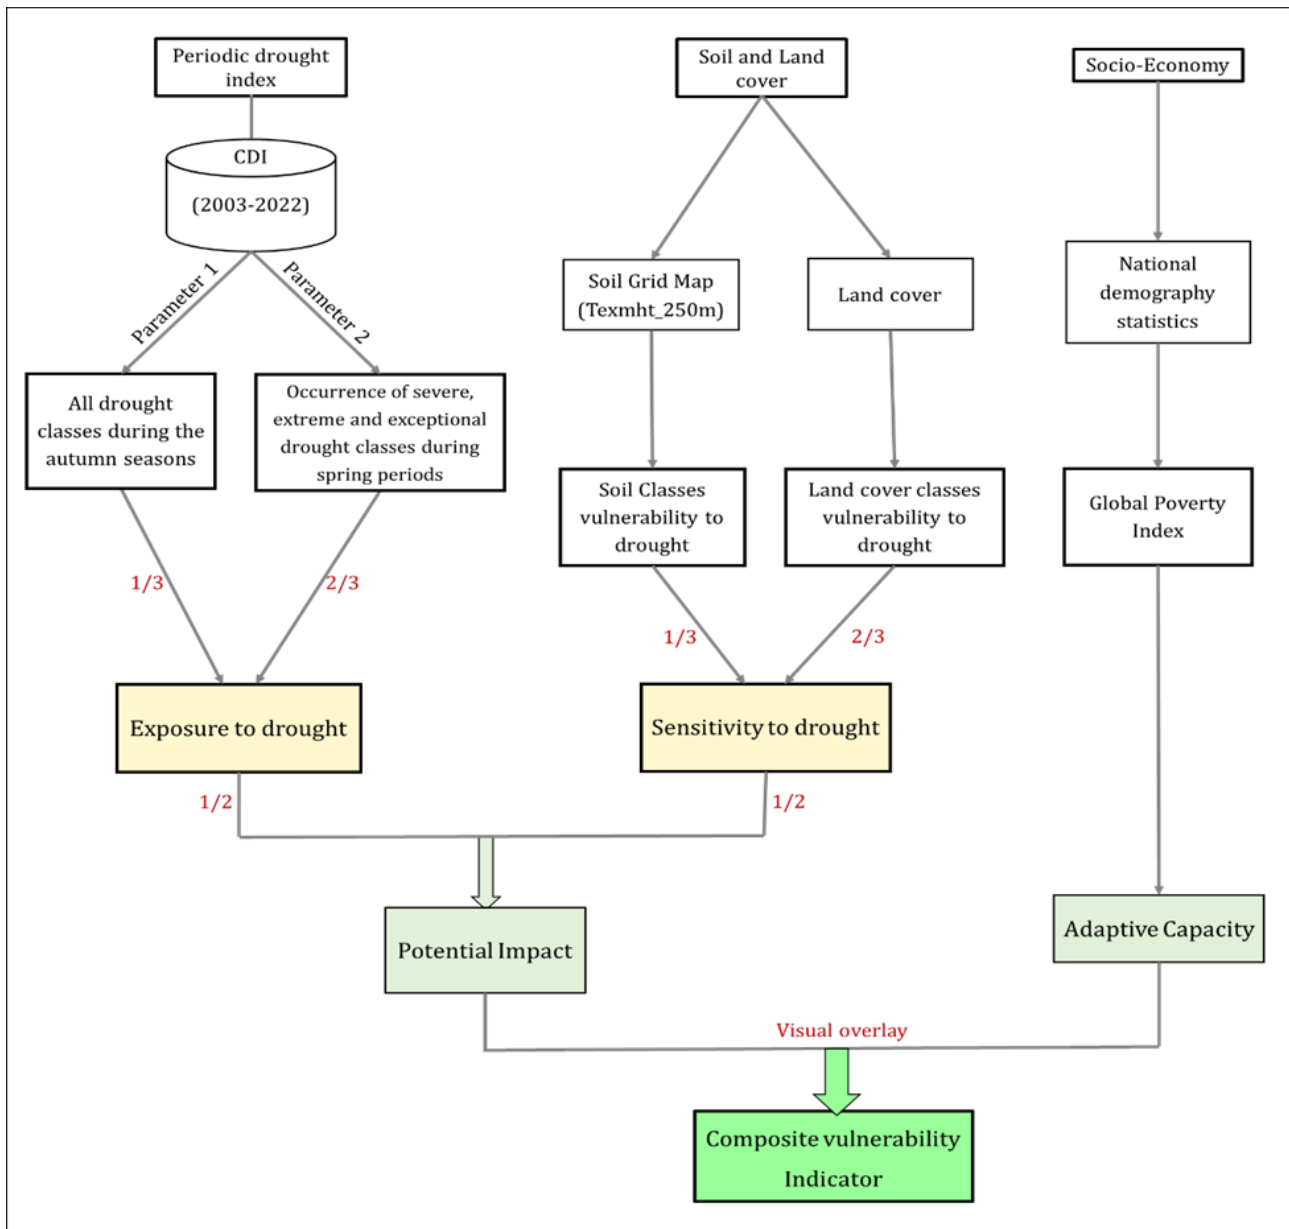 Periodic drought
index
CDI
(2003-2022)
Parameter 1
Parameter 2
All drought
classes during the
autumn seasons
Occurrence of severe,
extreme and exceptional
drought classes during
spring periods
1/3
2/3
Exposure to drought
1/2
Soil and Land
cover
Soil Grid Map
(Texmht_250m)
Land cover
Soil Classes
vulnerability to
drought
Land cover classes
vulnerability to
drought
1/3
2/3
Sensitivity to drought
1/2
Potential Impact
Socio-Economy
National
demography
statistics
Global Poverty
Index
Adaptive Capacity
Visual overlay
Composite vulnerability
Indicator